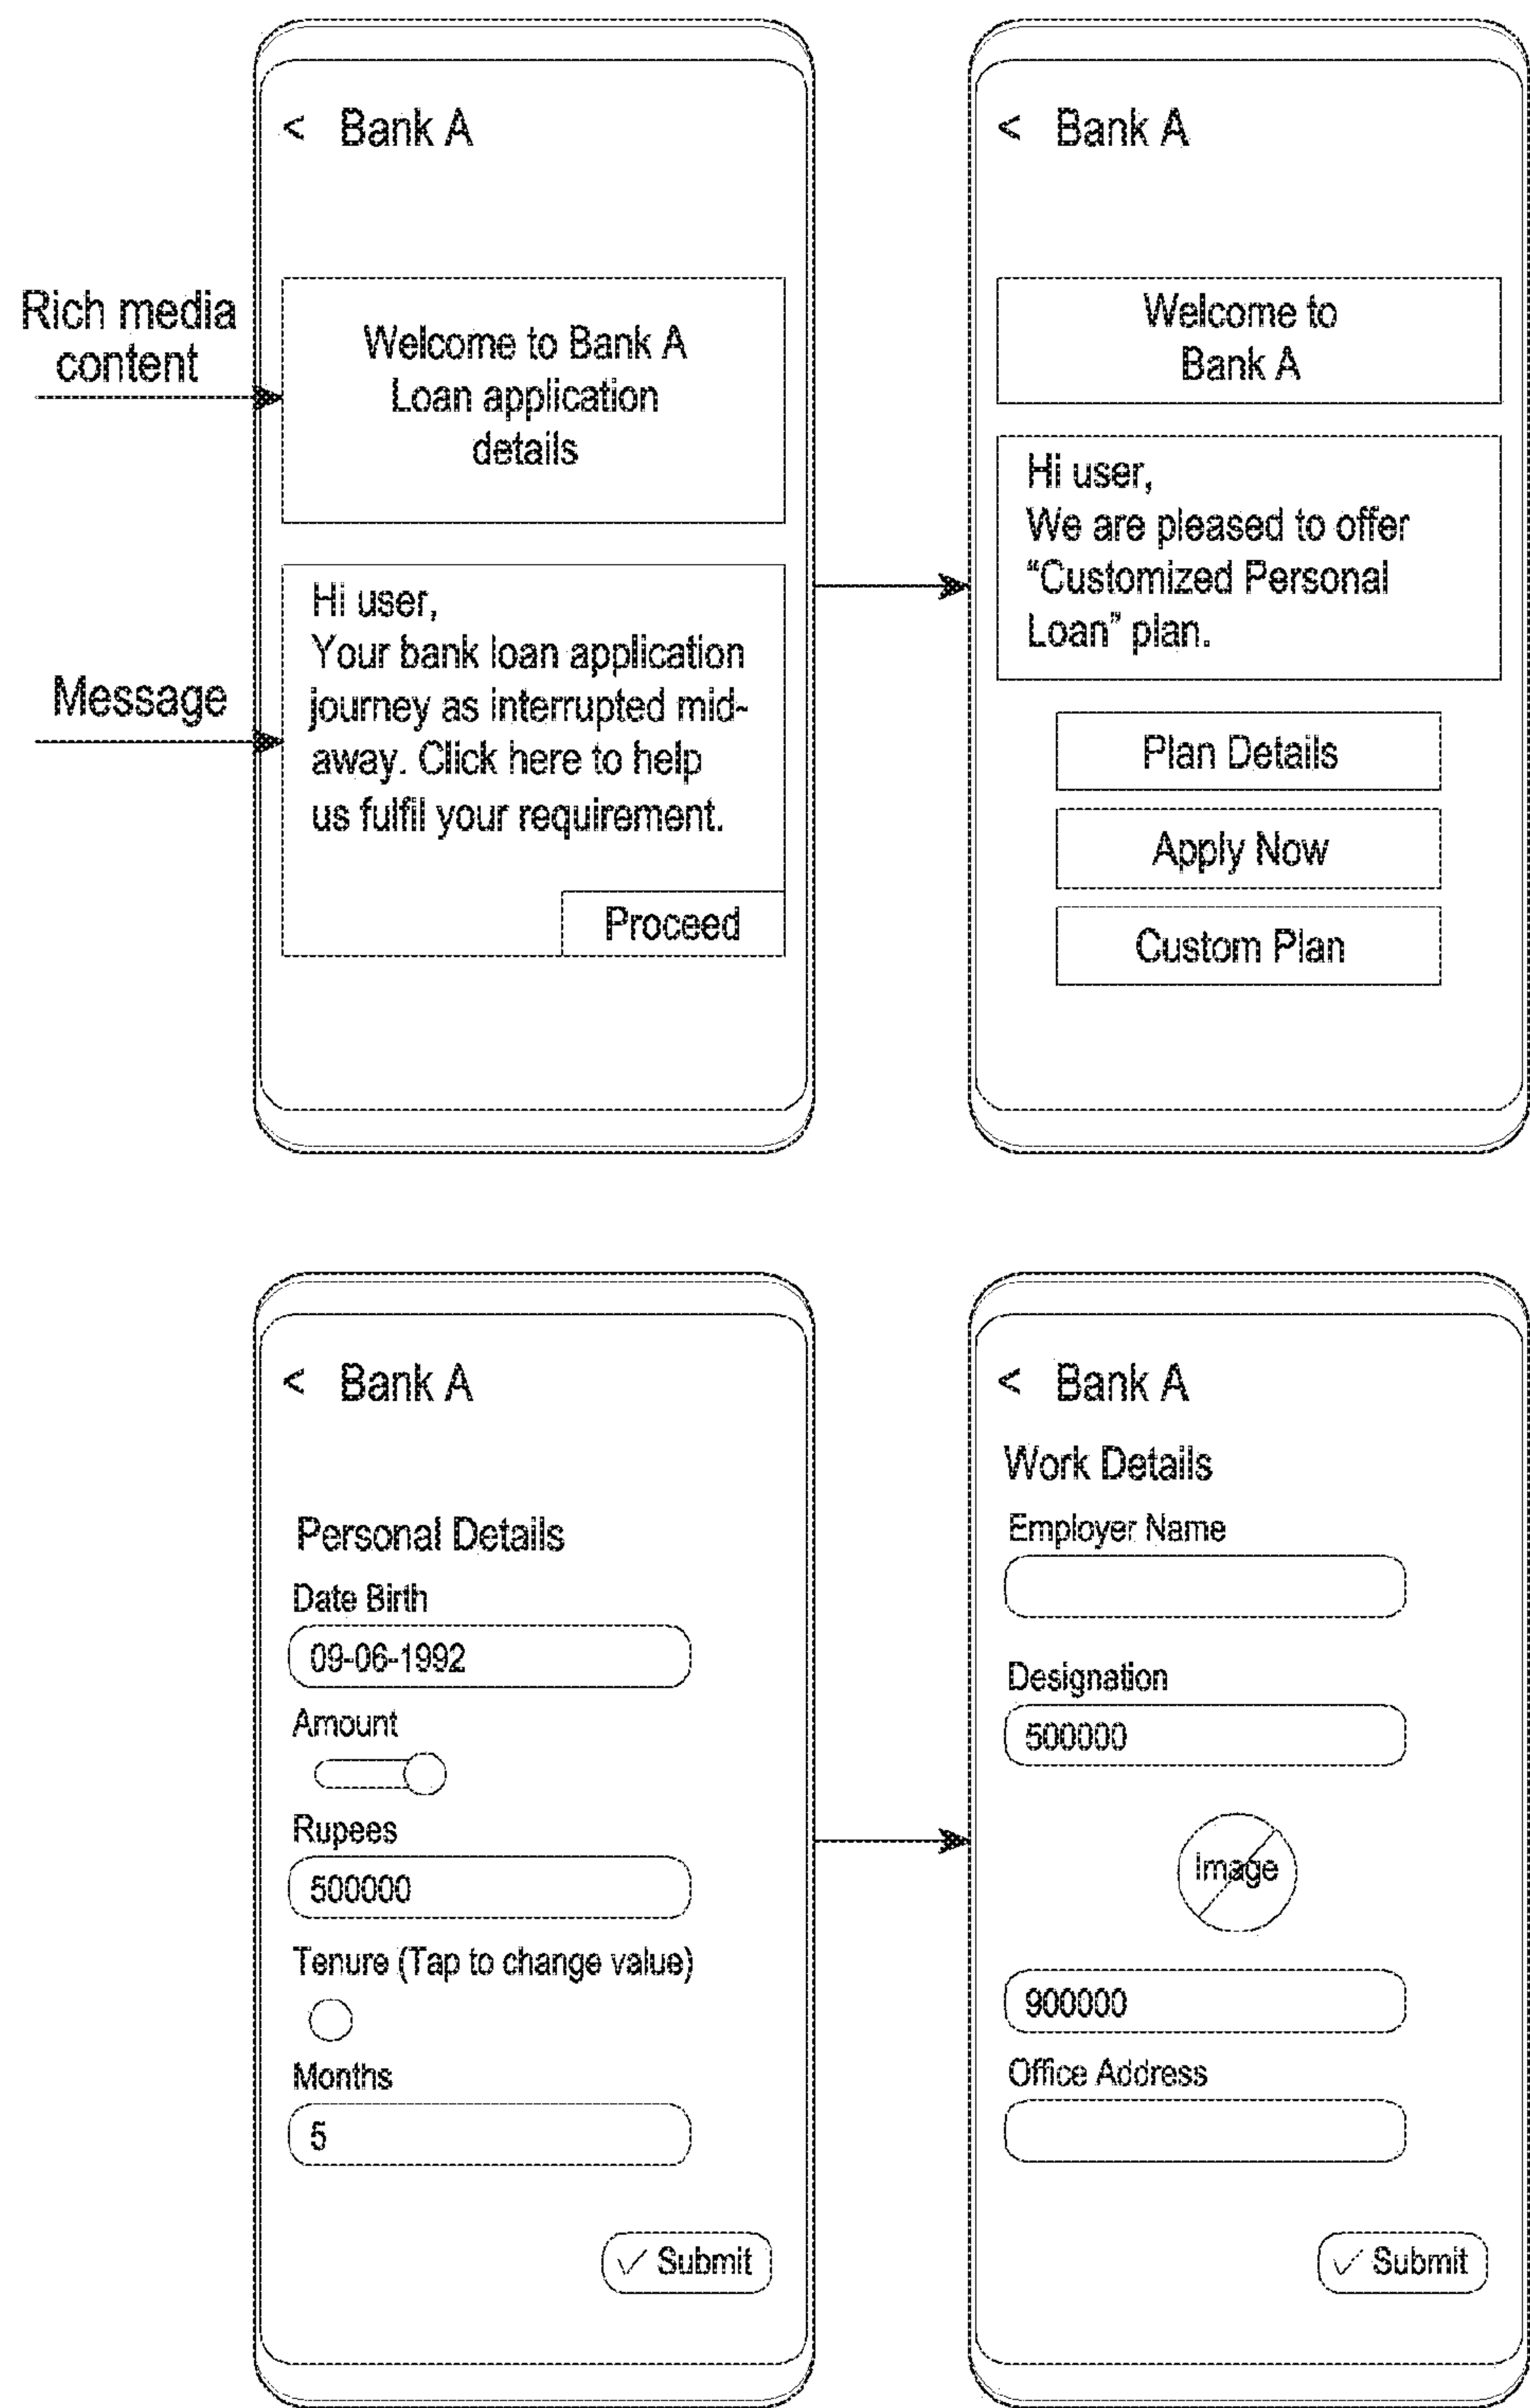 Rich media
content
Message
< Bank A
Welcome to Bank A
Loan application
details
Hi user,
Your bank loan application
journey as interrupted mid-
away. Click here to help
us fulfil your requirement.
Proceed
< Bank A
Welcome to
Bank A
Hi user,
We are pleased to offer
“Customized Personal
Loan” plan.
Plan Details
Apply Now
Custom Plan
< Bank A
Personal Details
Date Birth
09-06-1992
Amount
Rupees
500000
Tenure (Tap to change value)
Months
5
✓ Submit
< Bank A
Work Details
Employer Name
Designation
500000
Image
900000
Office Address
✓ Submit